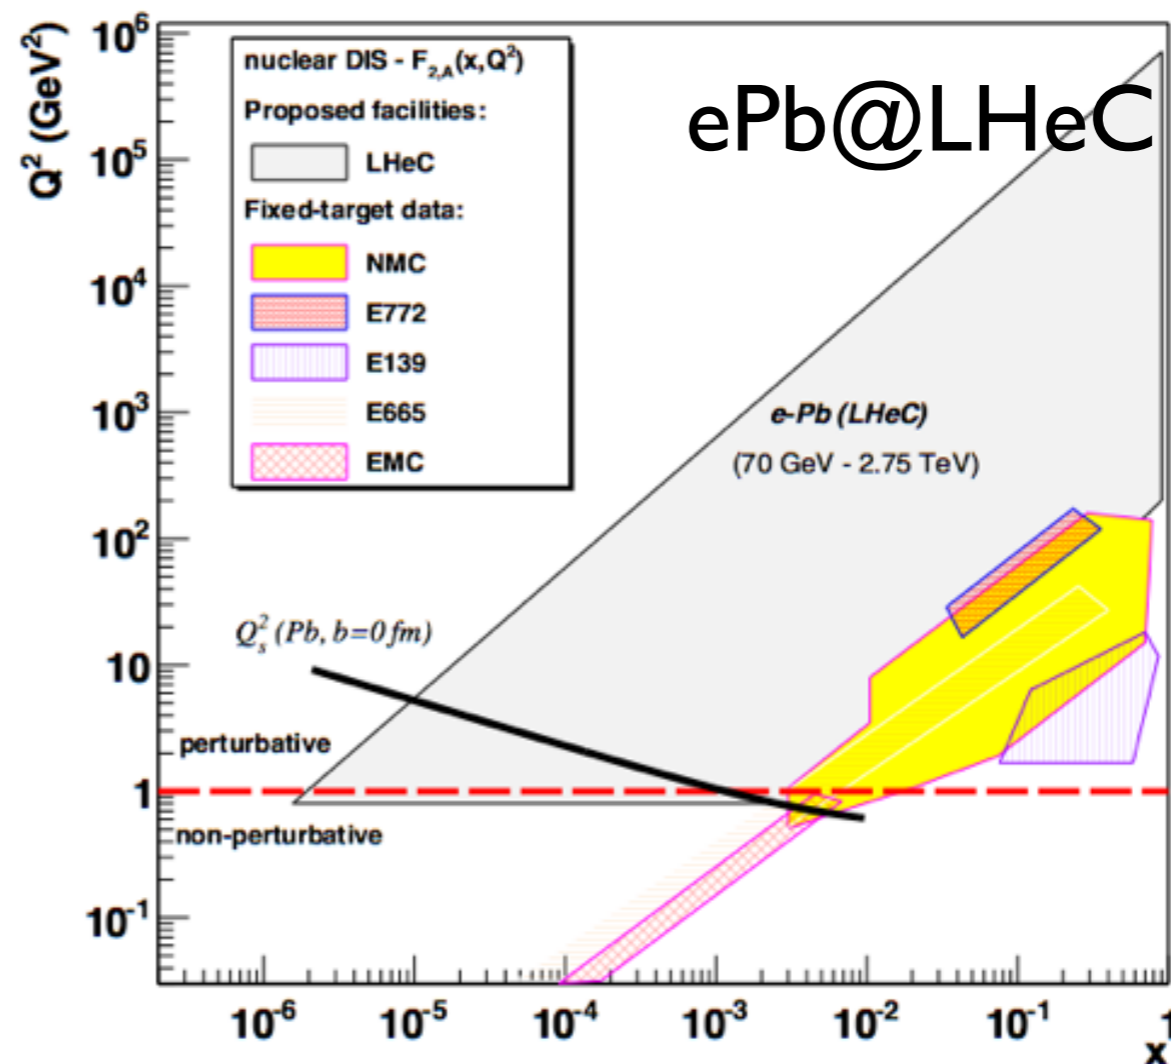 Q² (GeV²)
10⁶
10⁵
10⁴
10³
10²
10
1
10⁻¹
nuclear DIS - F₂,A(x,Q²)
Proposed facilities:
LHeC
Fixed-target data:
NMC
E772
E139
E665
EMC
ePb@LHeC
e-Pb (LHeC)
(70 GeV - 2.75 TeV)
Qₛ² (Pb, b=0 fm)
perturbative
non-perturbative
10⁻⁶ 10⁻⁵ 10⁻⁴ 10⁻³ 10⁻² 10⁻¹ 1
x